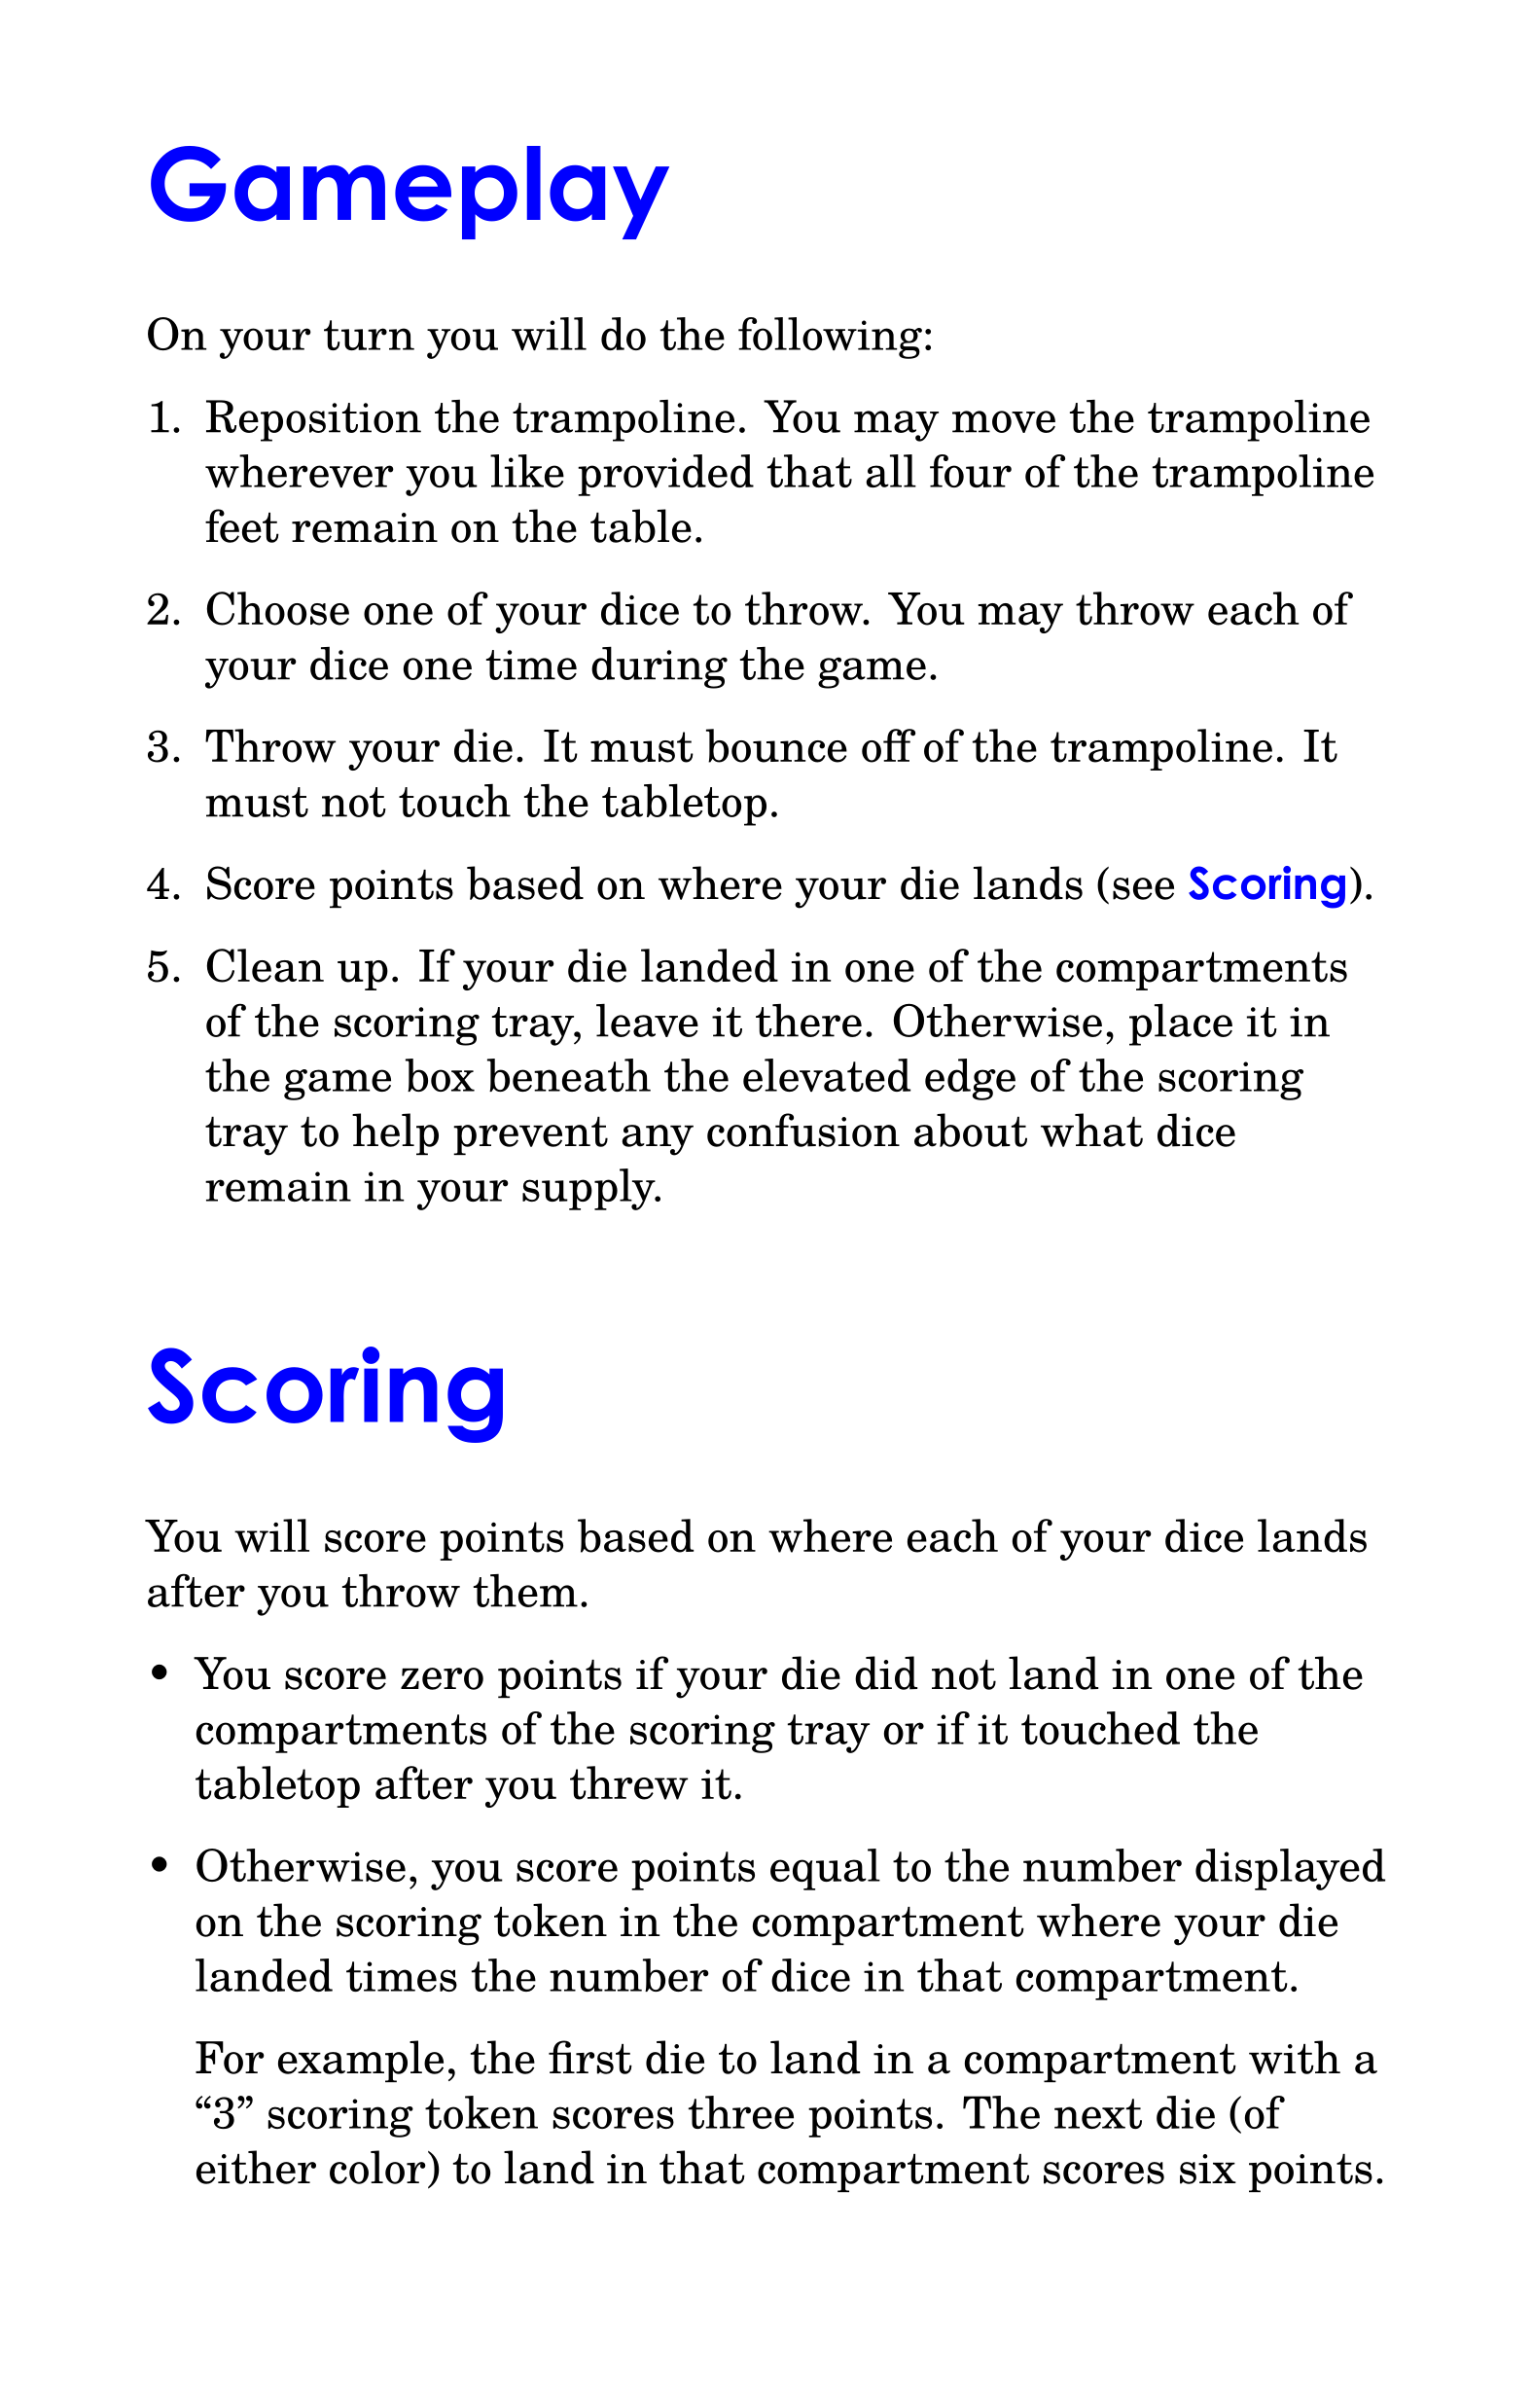 Gameplay
On your turn you will do the following:
1. Reposition the trampoline. You may move the trampoline
wherever you like provided that all four of the trampoline
feet remain on the table.
2. Choose one of your dice to throw. You may throw each of
your dice one time during the game.
3. Throw your die. It must bounce off of the trampoline. It
must not touch the tabletop.
4. Score points based on where your die lands (see Scoring).
5. Clean up. If your die landed in one of the compartments
of the scoring tray, leave it there. Otherwise, place it in
the game box beneath the elevated edge of the scoring
tray to help prevent any confusion about what dice
remain in your supply.
Scoring
You will score points based on where each of your dice lands
after you throw them.
• You score zero points if your die did not land in one of the
compartments of the scoring tray or if it touched the
tabletop after you threw it.
• Otherwise, you score points equal to the number displayed
on the scoring token in the compartment where your die
landed times the number of dice in that compartment.
For example, the first die to land in a compartment with a
“3” scoring token scores three points. The next die (of
either color) to land in that compartment scores six points.